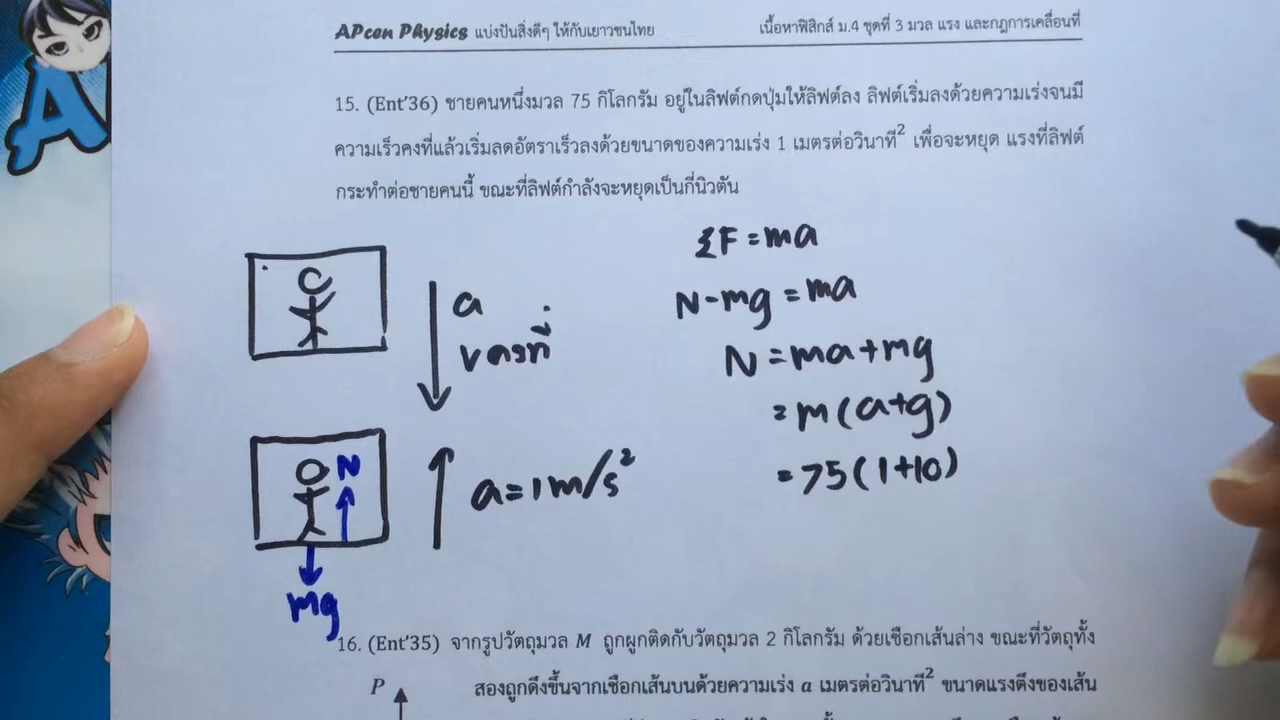 APcen Physics แบ่งปันสิ่งดีๆ ให้กับเยาวชนไทย
เนื้อหาฟิสิกส์ ม.4 ชุดที่ 3 มวล แรง และกฎการเคลื่อนที่
15. (Ent'36) ชายคนหนึ่งมวล 75 กิโลกรัม อยู่ในลิฟต์กดปุ่มให้ลิฟต์ลง ลิฟต์เริ่มลงด้วยความเร่งจนมี
ความเร็วคงที่แล้วเริ่มลดอัตราเร็วลงด้วยขนาดของความเร่ง 1 เมตรต่อวินาที² เพื่อจะหยุด แรงที่ลิฟต์
กระทำต่อชายคนนี้ ขณะที่ลิฟต์กำลังจะหยุดเป็นกี่นิวตัน
ΣF = ma
N - mg = ma
N = ma + mg
= m(a+g)
= 75(1+10)
a
v คงที่
N
a = 1 m/s²
mg
16. (Ent'35) จากรูปวัตถุมวล M ถูกผูกติดกับวัตถุมวล 2 กิโลกรัม ด้วยเชือกเส้นล่าง ขณะที่วัตถุทั้ง
P
สองถูกดึงขึ้นจากเชือกเส้นบนด้วยความเร่ง a เมตรต่อวินาที² ขนาดแรงตึงของเส้น